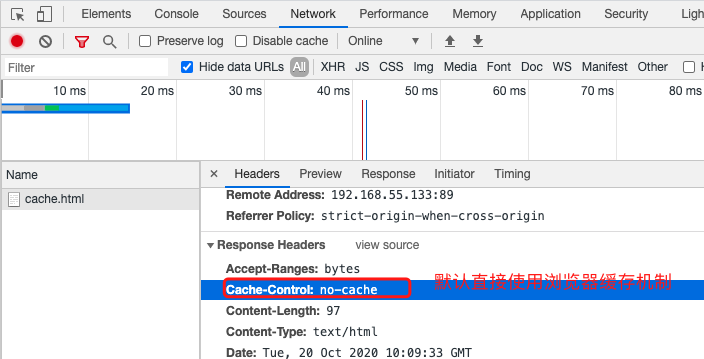 Elements Console Sources Network Performance Memory Application Security Ligh
Preserve log Disable cache Online
Filter Hide data URLs All XHR JS CSS Img Media Font Doc WS Manifest Other H
10 ms 20 ms 30 ms 40 ms 50 ms 60 ms 70 ms 80 ms
Name × Headers Preview Response Initiator Timing
cache.html
Remote Address: 192.168.55.133:89
Referrer Policy: strict-origin-when-cross-origin
Response Headers view source
Accept-Ranges: bytes
Cache-Control: no-cache 默认直接使用浏览器缓存机制
Content-Length: 97
Content-Type: text/html
Date: Tue, 20 Oct 2020 10:09:33 GMT